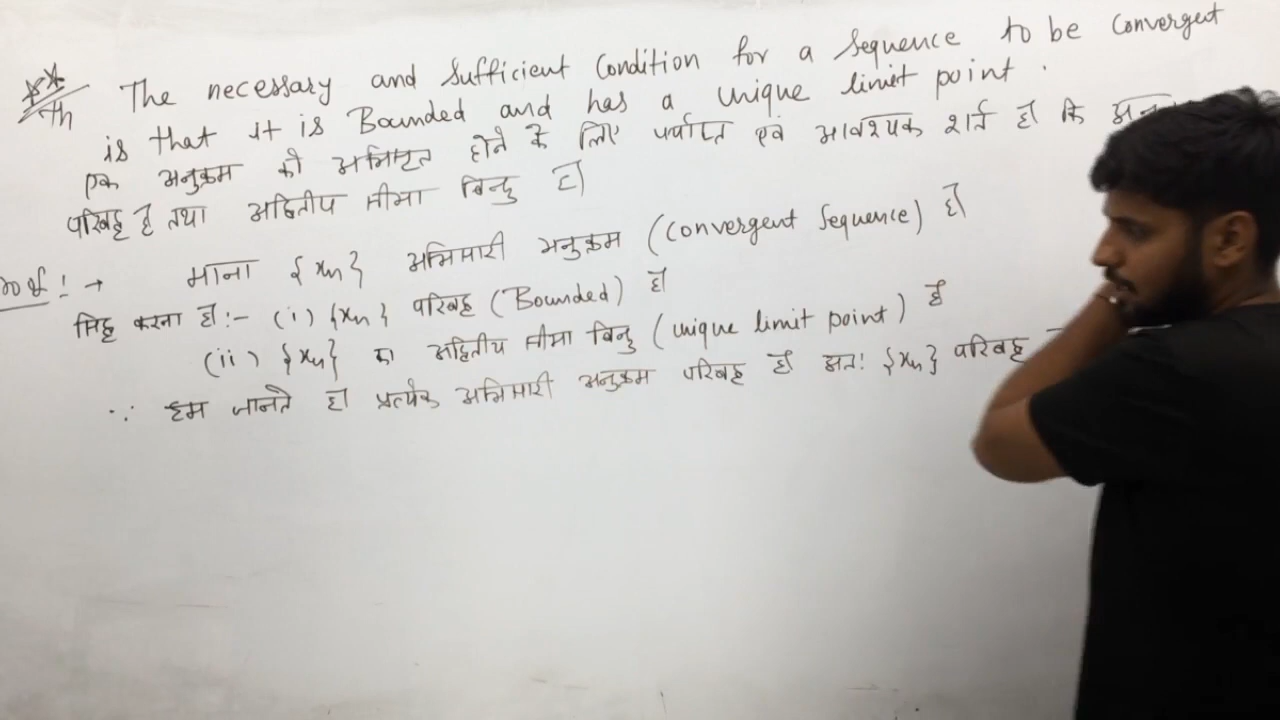 ** Th The necessary and sufficient Condition for a sequence to be Convergent
is that it is Bounded and has a unique limit point.
एक अनुक्रम को अभिसृत होने के लिए पर्याप्त एवं आवश्यक शर्त है कि
परिबद्ध है तथा अद्वितीय सीमा बिन्दु है।
माना {xn} अभिसारी अनुक्रम (Convergent Sequence) है
सिद्ध करना है:- (i) {xn} परिबद्ध (Bounded) है
(ii) {xn} का अद्वितीय सीमा बिन्दु (unique limit point) है
∵ हम जानते है प्रत्येक अभिसारी अनुक्रम परिबद्ध है अतः {xn} परिबद्ध